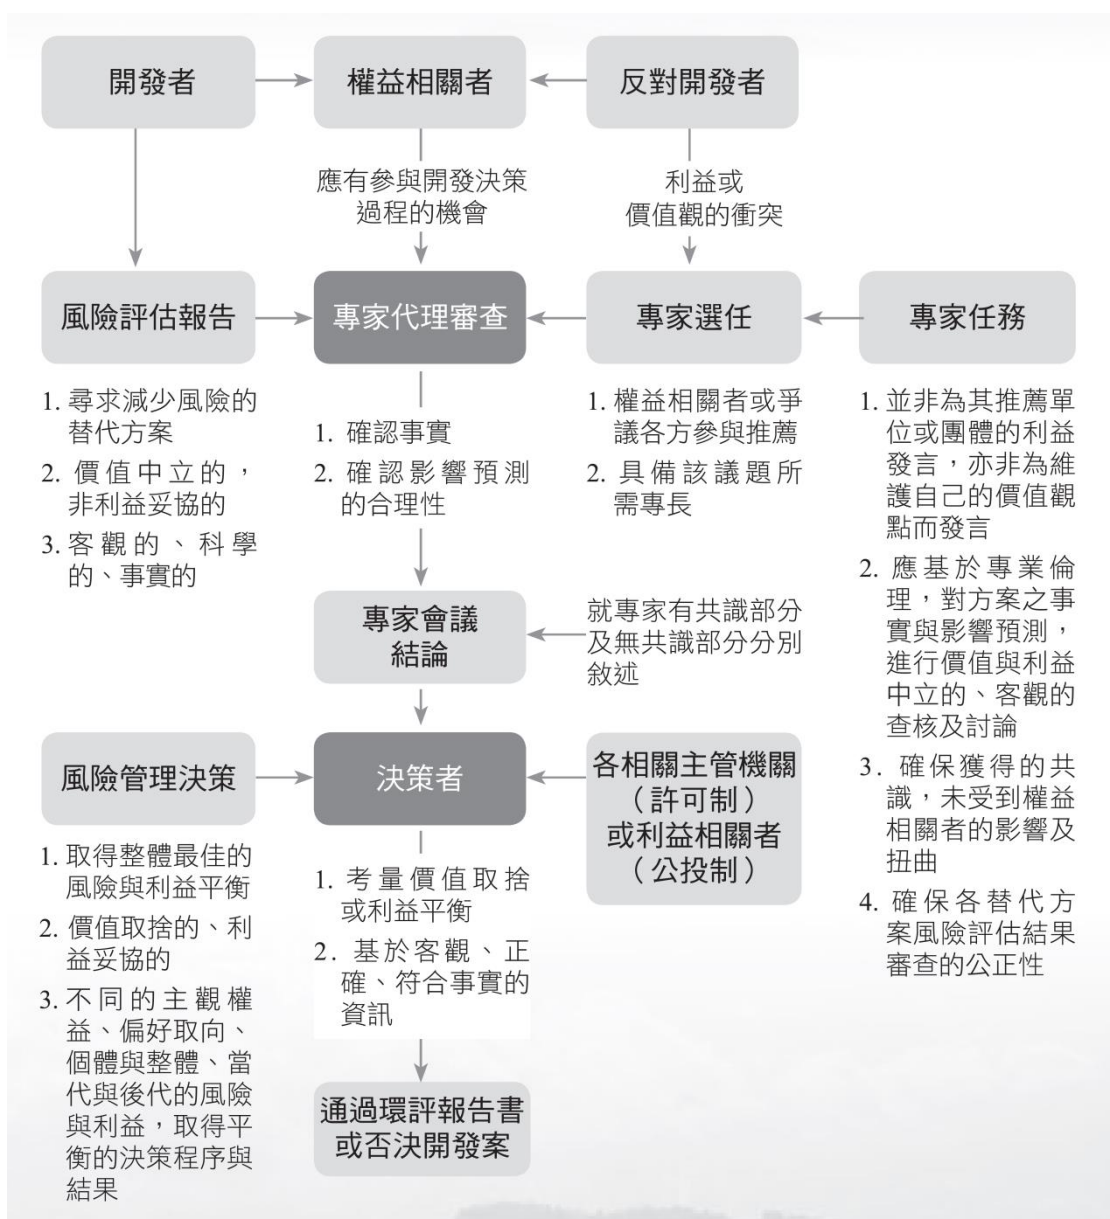 開發者
權益相關者
反對開發者
應有參與開發決策
過程的機會
利益或
價值觀的衝突
風險評估報告
專家代理審查
專家選任
專家任務
1. 尋求減少風險的
替代方案
2. 價值中立的，
非利益妥協的
3. 客觀的、科學
的、事實的
1. 確認事實
2. 確認影響預測
的合理性
1. 權益相關者或爭
議各方參與推薦
2. 具備該議題所
需專長
1. 並非為其推薦單
位或團體的利益
發言，亦非為維
護自己的價值觀
點而發言
2. 應基於專業倫
理，對方案之事
實與影響預測，
進行價值與利益
中立的、客觀的
查核及討論
3. 確保獲得的共
識，未受到權益
相關者的影響及
扭曲
4. 確保各替代方
案風險評估結果
審查的公正性
專家會議
結論
就專家有共識部分
及無共識部分分別
敘述
風險管理決策
決策者
各相關主管機關
（許可制）
或利益相關者
（公投制）
1. 取得整體最佳的
風險與利益平衡
2. 價值取捨的、利
益妥協的
3. 不同的主觀權
益、偏好取向、
個體與整體、當
代與後代的風險
與利益，取得平
衡的決策程序與
結果
1. 考量價值取捨
或利益平衡
2. 基於客觀、正
確、符合事實的
資訊
通過環評報告書
或否決開發案